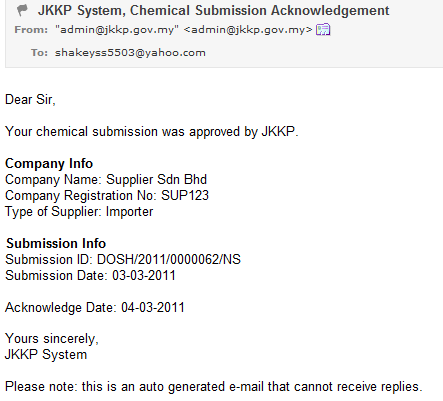 JKKP System, Chemical Submission Acknowledgement
From: "admin@jkkp.gov.my" <admin@jkkp.gov.my>
To: shakeyss5503@yahoo.com
Dear Sir,
Your chemical submission was approved by JKKP.
Company Info
Company Name: Supplier Sdn Bhd
Company Registration No: SUP123
Type of Supplier: Importer
Submission Info
Submission ID: DOSH/2011/0000062/NS
Submission Date: 03-03-2011
Acknowledge Date: 04-03-2011
Yours sincerely,
JKKP System
Please note: this is an auto generated e-mail that cannot receive replies.